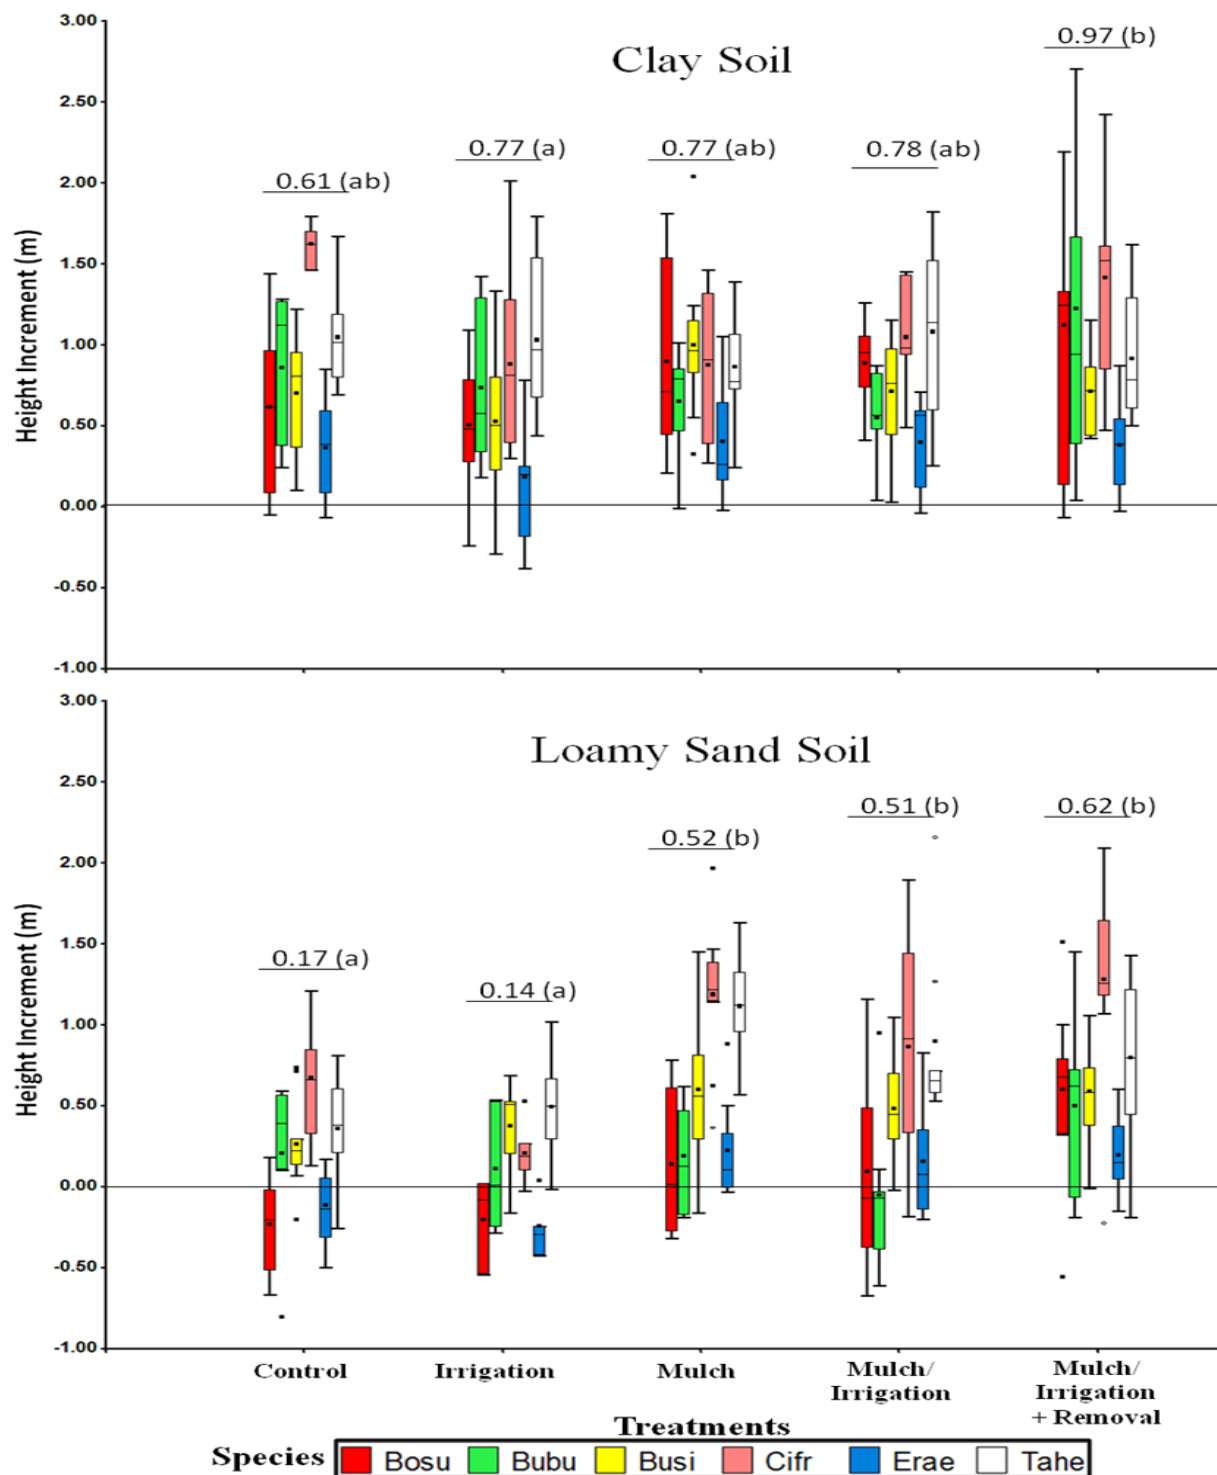 Clay Soil
Height Increment (m)
3.00
2.50
2.00
1.50
1.00
0.50
0.00
-0.50
-1.00
0.61 (ab)
0.77 (a)
0.77 (ab)
0.78 (ab)
0.97 (b)
Loamy Sand Soil
Height Increment (m)
3.00
2.50
2.00
1.50
1.00
0.50
0.00
-0.50
-1.00
0.17 (a)
0.14 (a)
0.52 (b)
0.51 (b)
0.62 (b)
Control
Irrigation
Mulch
Mulch/
Irrigation
Mulch/
Irrigation
+ Removal
Treatments
Species Bosu Bubu Busi Cifr Erae Tahe